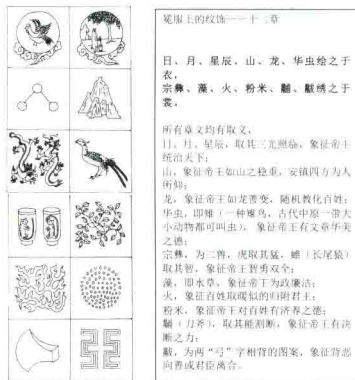 冕服上的纹饰——十二章
日、月、星辰、山、龙、华虫绘之于
衣，
宗彝、藻、火、粉米、黼、黻绣之于
裳。
所有章文均有取义，
日、月、星辰，取其三光照临，象征帝王
统治天下；
山，象征帝王如山之稳重，安镇四方为人
所仰；
龙，象征帝王如龙善变，随机教化百姓；
华虫，即雉（一种雉鸟，古代中原一带大
小动物都可叫虫），象征帝王有文章华美
之德；
宗彝，为二兽，虎取其猛，蜼（长尾猿）
取其智，象征帝王智勇双全；
藻，即水草，象征帝王为政廉洁；
火，象征百姓取暖似的归附君主；
粉米，象征帝王对百姓有济养之德；
黼（刀斧），取其能割断，象征帝王有决
断之力；
黻，为两“弓”字相背的图案，象征背恶
向善或君臣离合。